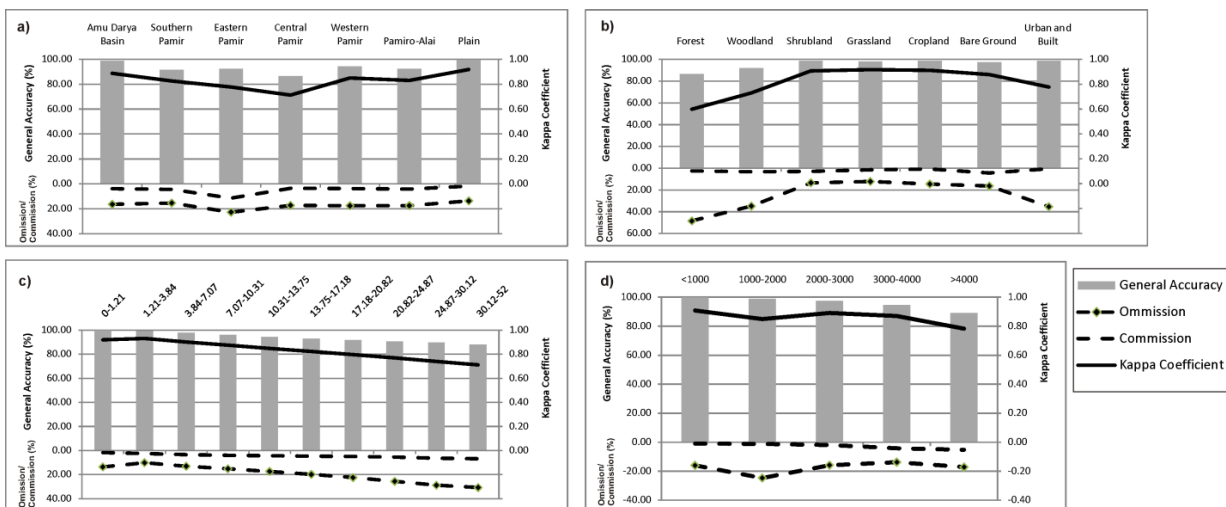 a)
Amu Darya Basin
Southern Pamir
Eastern Pamir
Central Pamir
Western Pamir
Pamiro-Alai
Plain
General Accuracy (%)
100.00
80.00
60.00
40.00
20.00
0.00
20.00
40.00
Omission/ Commission (%)
1.00
0.80
0.60
0.40
0.20
0.00
Kappa Coefficient
b)
Forest
Woodland
Shrubland
Grassland
Cropland
Bare Ground
Urban and Built
General Accuracy (%)
100.00
80.00
60.00
40.00
20.00
0.00
20.00
40.00
60.00
Omission/ Commission (%)
1.00
0.80
0.60
0.40
0.20
0.00
Kappa Coefficient
c)
0-1.21
1.21-3.84
3.84-7.07
7.07-10.31
10.31-13.75
13.75-17.18
17.18-20.82
20.82-24.87
24.87-30.12
30.12-52
General Accuracy (%)
100.00
80.00
60.00
40.00
20.00
0.00
20.00
40.00
Omission/ Commission (%)
1.00
0.80
0.60
0.40
0.20
0.00
Kappa Coefficient
d)
<1000
1000-2000
2000-3000
3000-4000
>4000
General Accuracy (%)
100.00
80.00
60.00
40.00
20.00
0.00
-20.00
-40.00
Omission/ Commission (%)
1.00
0.80
0.60
0.40
0.20
0.00
-0.20
-0.40
Kappa Coefficient
General Accuracy
Ommission
Commission
Kappa Coefficient